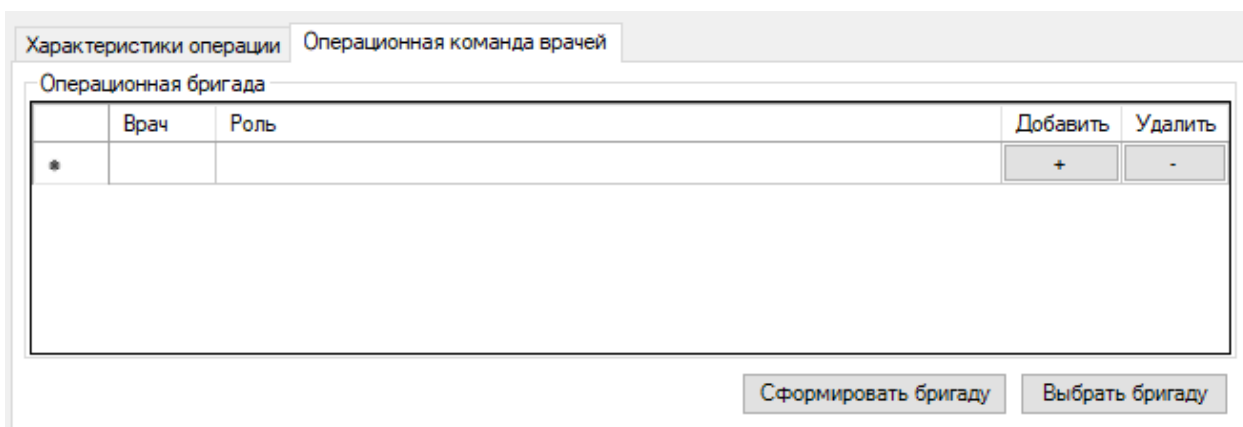 Характеристики операции Операционная команда врачей
Операционная бригада
Врач Роль Добавить Удалить
* + -
Сформировать бригаду Выбрать бригаду